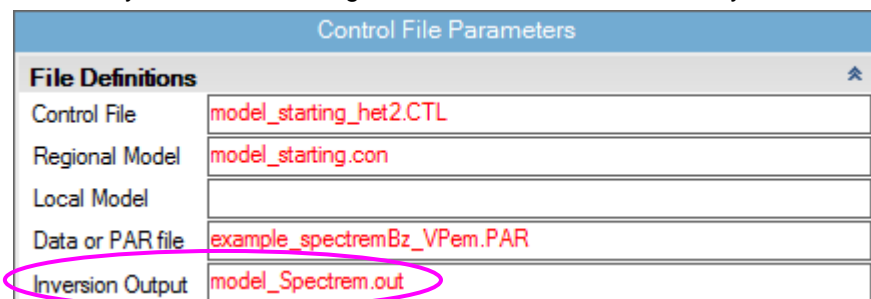 Control File Parameters
File Definitions
Control File model_starting_het2.CTL
Regional Model model_starting.con
Local Model
Data or PAR file example_spectremBz_VPem.PAR
Inversion Output model_Spectrem.out